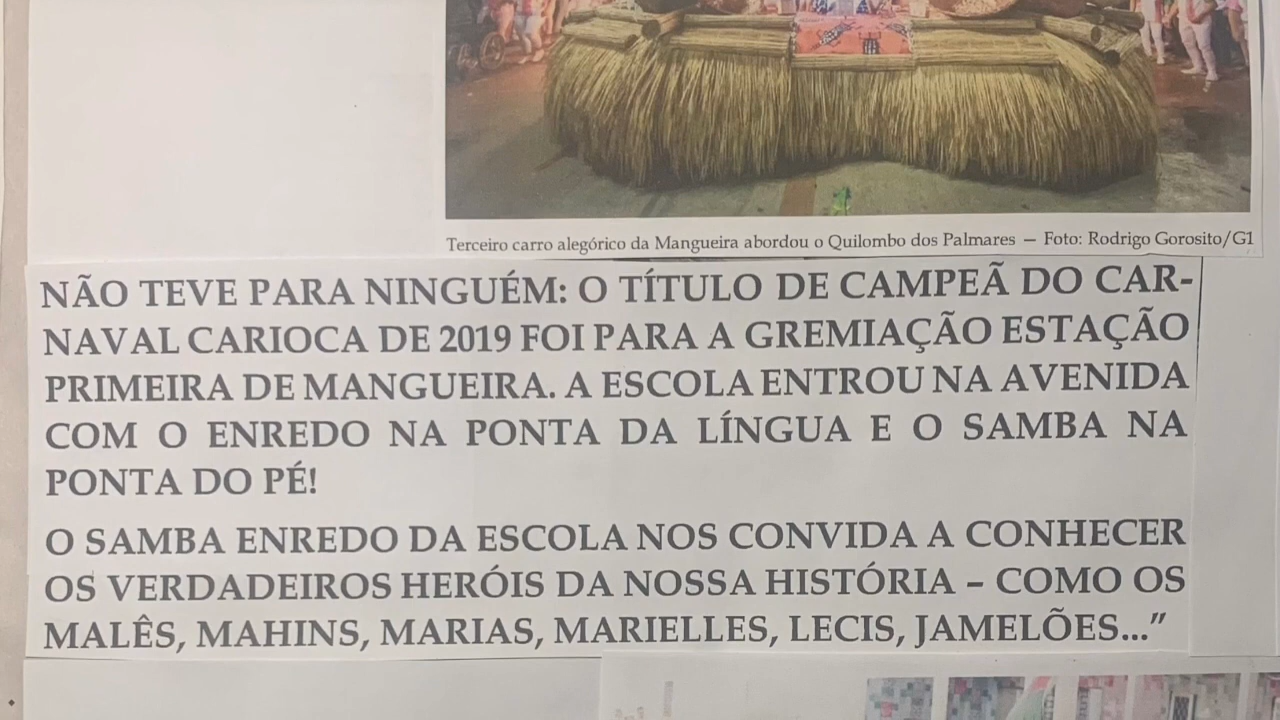 Terceiro carro alegórico da Mangueira abordou o Quilombo dos Palmares — Foto: Rodrigo Gorosito/G1
NÃO TEVE PARA NINGUÉM: O TÍTULO DE CAMPEÃ DO CAR-
NAVAL CARIOCA DE 2019 FOI PARA A GREMIAÇÃO ESTAÇÃO
PRIMEIRA DE MANGUEIRA. A ESCOLA ENTROU NA AVENIDA
COM O ENREDO NA PONTA DA LÍNGUA E O SAMBA NA
PONTA DO PÉ!
O SAMBA ENREDO DA ESCOLA NOS CONVIDA A CONHECER
OS VERDADEIROS HERÓIS DA NOSSA HISTÓRIA – COMO OS
MALÊS, MAHINS, MARIAS, MARIELLES, LECIS, JAMELÕES..."